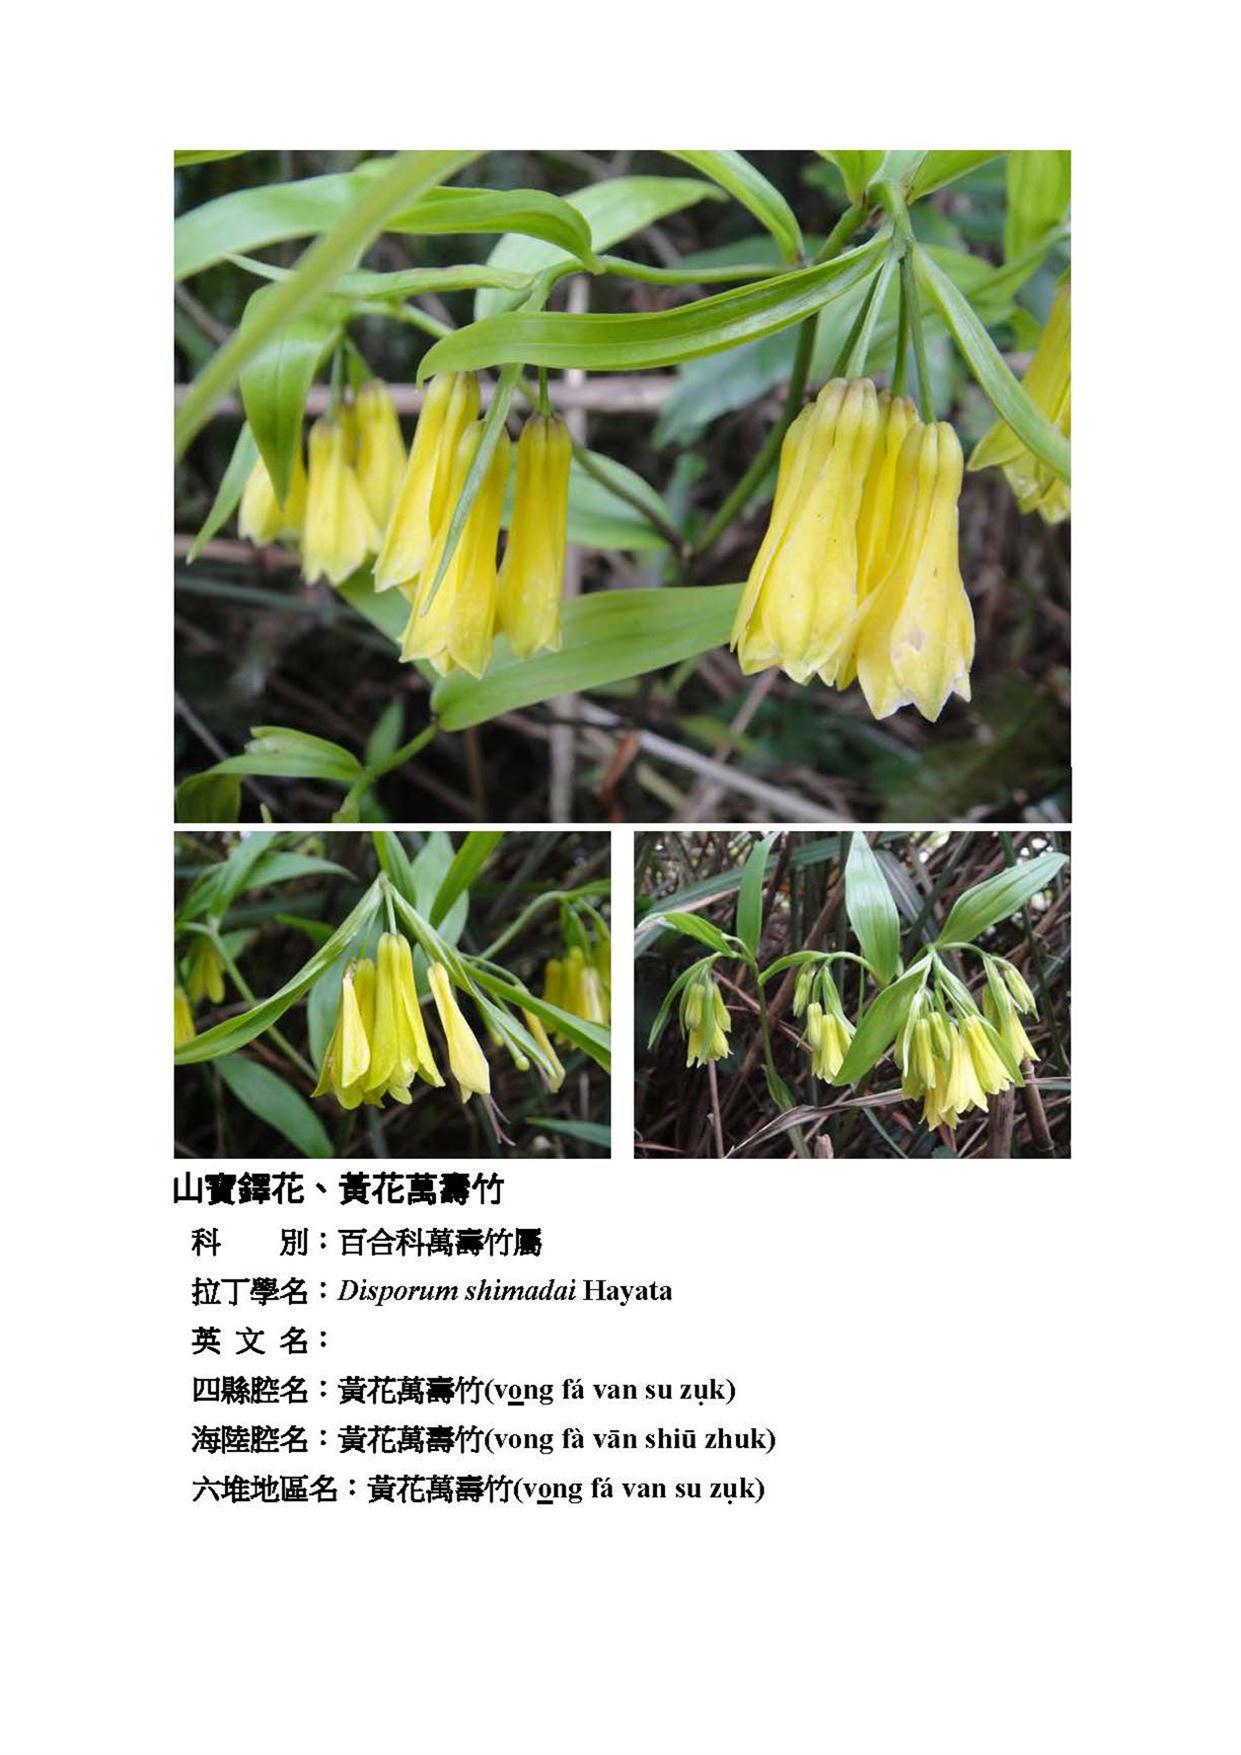 山寶鐸花、黃花萬壽竹
科　　別：百合科萬壽竹屬
拉丁學名：Disporum shimadai Hayata
英 文 名：
四縣腔名：黃花萬壽竹(vo̲ng fá van su zṳk)
海陸腔名：黃花萬壽竹(vong fà vān shiū zhuk)
六堆地區名：黃花萬壽竹(vo̲ng fá van su zṳk)